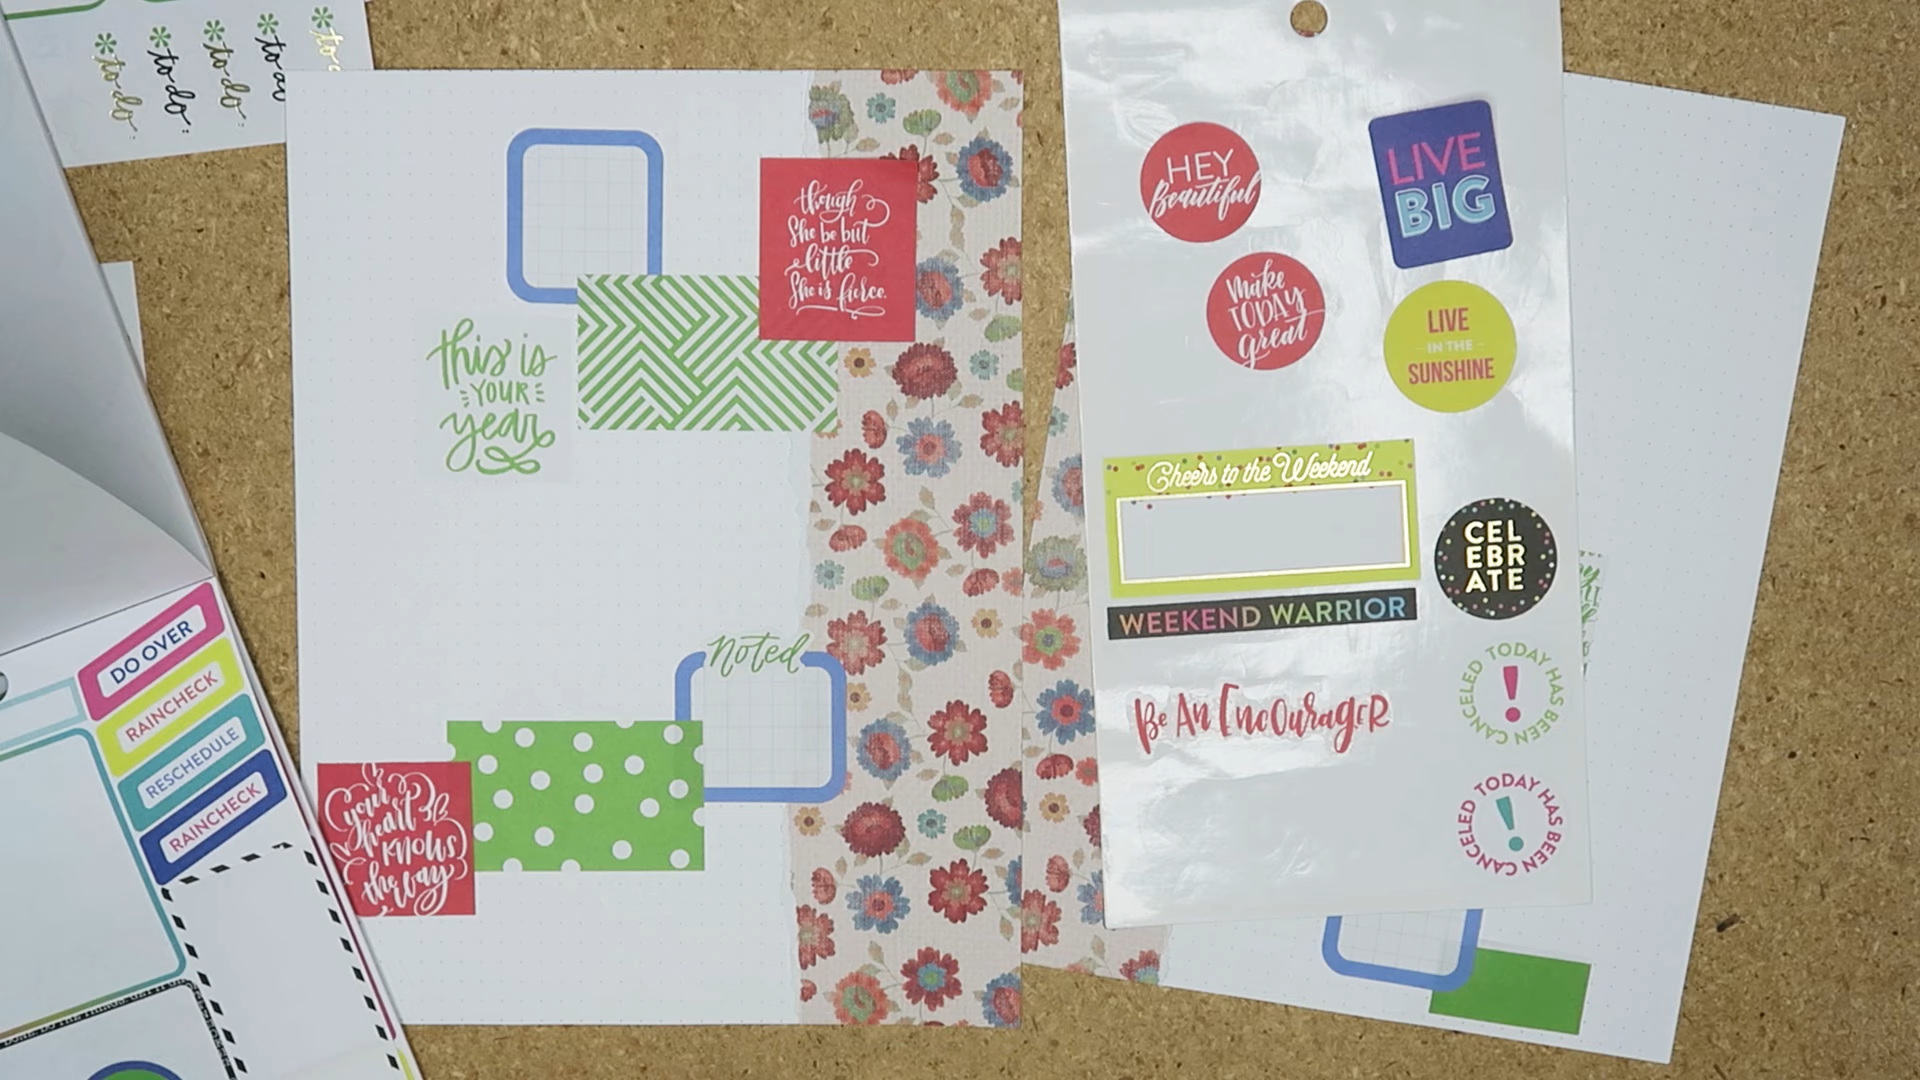 *to do:
*to do:
*to do:
*to do
*to d
this is
YOUR
year
though
she be but
little
she is fierce.
Noted
your
heart
knows
the way
DO OVER
RAINCHECK
RESCHEDULE
RAINCHECK
HEY
Beautiful
LIVE
BIG
Make
TODAY
great
LIVE
IN THE
SUNSHINE
Cheers to the Weekend
CEL
EBR
ATE
WEEKEND WARRIOR
Be An Encourager
TODAY HAS BEEN CANCELED
!
TODAY HAS BEEN CANCELED
!